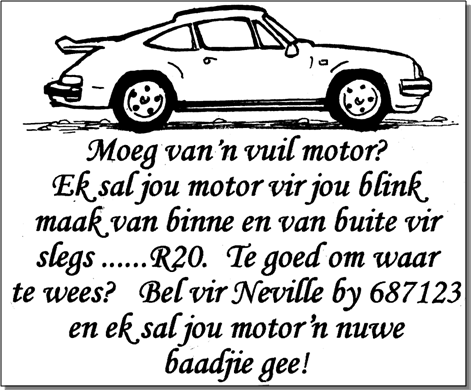 Moeg van'n vuil motor?
Ek sal jou motor vir jou blink
maak van binne en van buite vir
slegs ......R20. Te goed om waar
te wees? Bel vir Neville by 687123
en ek sal jou motor'n nuwe
baadjie gee!